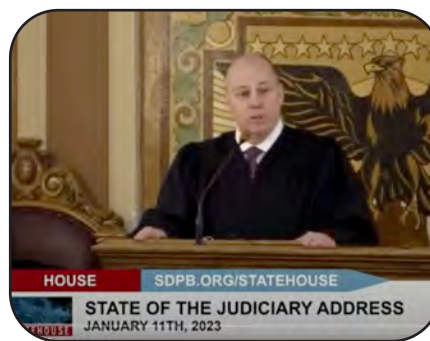 HOUSE SDPB.ORG/STATEHOUSE
STATE OF THE JUDICIARY ADDRESS
JANUARY 11TH, 2023